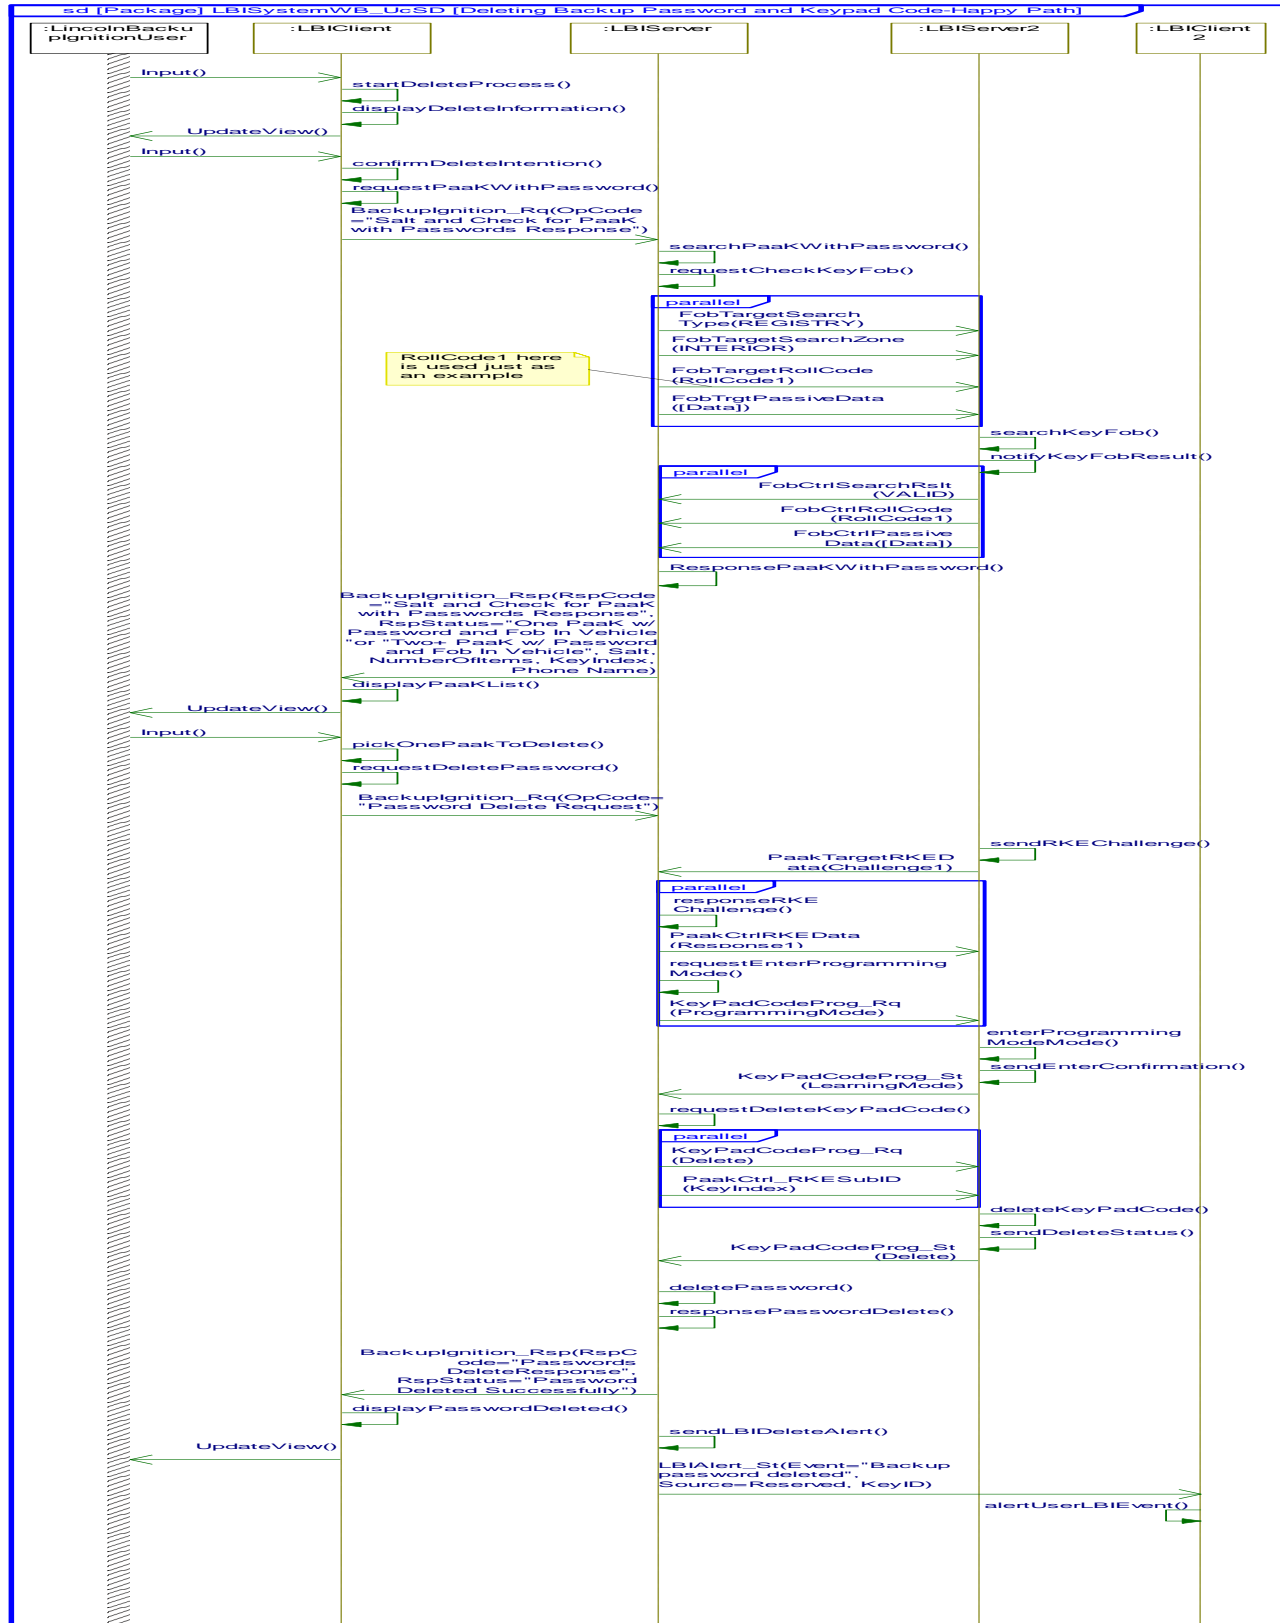 sd [Package] LBISystemWB_UcSD [Deleting Backup Password and Keypad Code-Happy Path]
:LincolnBacku
pIgnitionUser
:LBIClient
:LBIServer
:LBIServer2
:LBIClient
2
Input()
startDeleteProcess()
displayDeleteInformation()
UpdateView()
Input()
confirmDeleteIntention()
requestPaaKWithPassword()
BackupIgnition_Rq(OpCode
="Salt and Check for PaaK
with Passwords Response")
searchPaaKWithPassword()
requestCheckKeyFob()
parallel
FobTargetSearch
Type(REGISTRY)
FobTargetSearchZone
(INTERIOR)
RollCode1 here
is used just as
an example
FobTargetRollCode
(RollCode1)
FobTrgtPassiveData
([Data])
searchKeyFob()
notifyKeyFobResult()
parallel
FobCtrlSearchRslt
(VALID)
FobCtrlRollCode
(RollCode1)
FobCtrlPassive
Data([Data])
ResponsePaaKWithPassword()
BackupIgnition_Rsp(RspCode
="Salt and Check for PaaK
with Passwords Response",
RspStatus="One PaaK w/
Password and Fob In Vehicle
"or "Two+ PaaK w/ Password
and Fob In Vehicle", Salt,
NumberOfItems, KeyIndex,
Phone Name)
displayPaaKList()
UpdateView()
Input()
pickOnePaakToDelete()
requestDeletePassword()
BackupIgnition_Rq(OpCode=
"Password Delete Request")
sendRKEChallenge()
PaakTargetRKED
ata(Challenge1)
parallel
responseRKE
Challenge()
PaakCtrlRKEData
(Response1)
requestEnterProgramming
Mode()
KeyPadCodeProg_Rq
(ProgrammingMode)
enterProgramming
ModeMode()
sendEnterConfirmation()
KeyPadCodeProg_St
(LearningMode)
requestDeleteKeyPadCode()
parallel
KeyPadCodeProg_Rq
(Delete)
PaakCtrl_RKESubID
(KeyIndex)
deleteKeyPadCode()
sendDeleteStatus()
KeyPadCodeProg_St
(Delete)
deletePassword()
responsePasswordDelete()
BackupIgnition_Rsp(RspC
ode="Passwords
DeleteResponse",
RspStatus="Password
Deleted Successfully")
displayPasswordDeleted()
sendLBIDeleteAlert()
UpdateView()
LBIAlert_St(Event="Backup
password deleted",
Source=Reserved, KeyID)
alertUserLBIEvent()